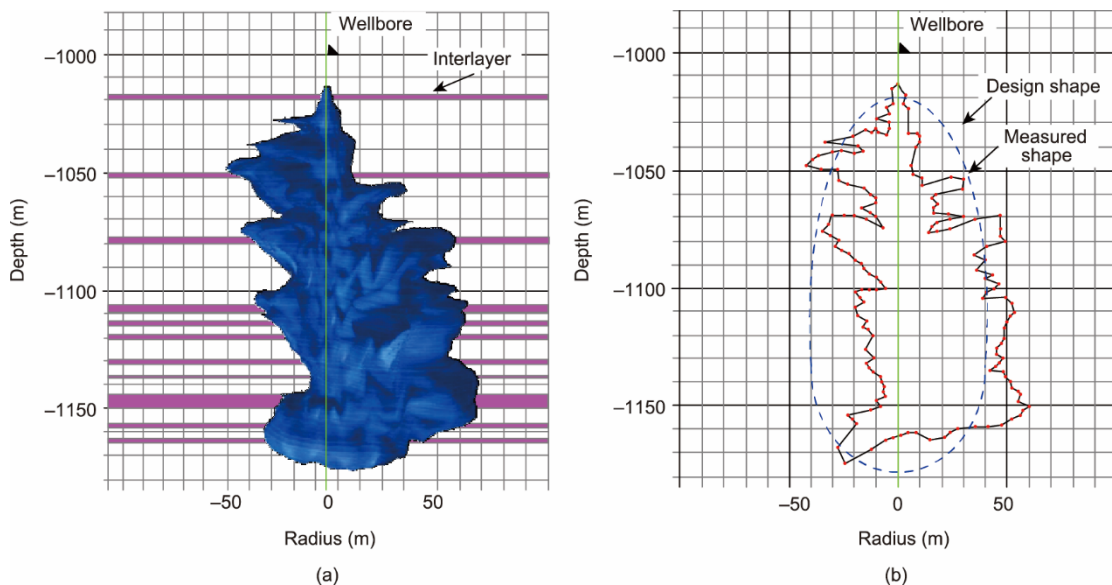 Wellbore
Interlayer
−1000
−1050
−1100
−1150
Depth (m)
−50
0
50
Radius (m)
(a)
Wellbore
Design shape
Measured
shape
−1000
−1050
−1100
−1150
Depth (m)
−50
0
50
Radius (m)
(b)